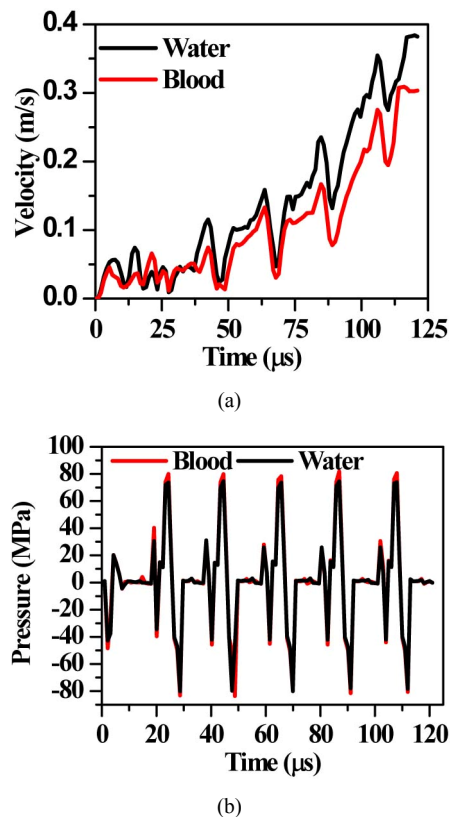 0.4
Water
Blood
0.3
Velocity (m/s)
0.2
0.1
0.0
0 25 50 75 100 125
Time (μs)
(a)
100
Blood Water
80
60
40
Pressure (MPa)
20
0
-20
-40
-60
-80
0 20 40 60 80 100 120
Time (μs)
(b)